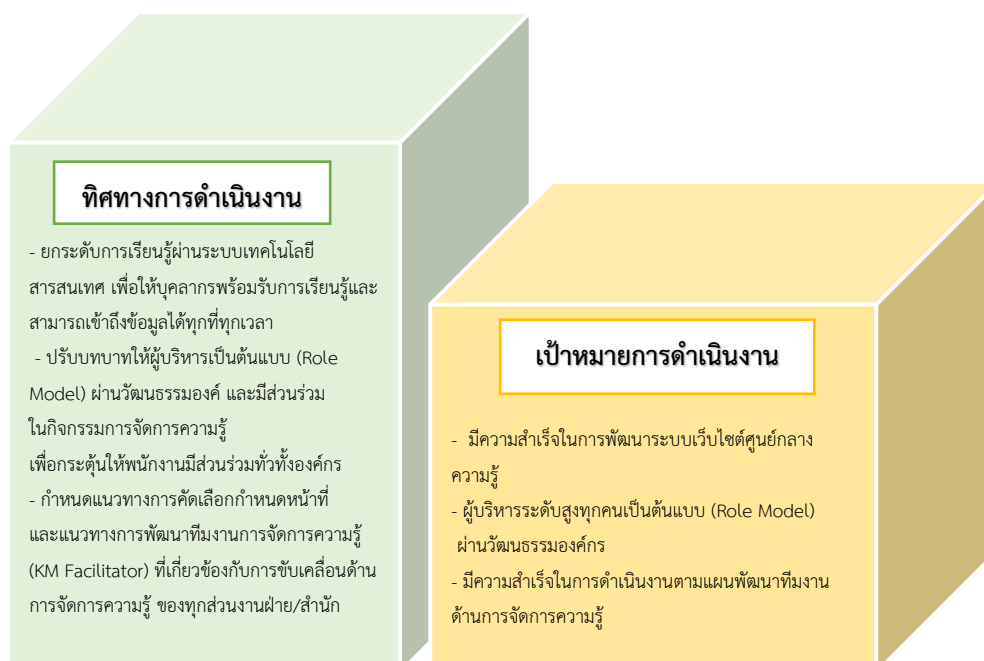 ทิศทางการดำเนินงาน
- ยกระดับการเรียนรู้ผ่านระบบเทคโนโลยี
สารสนเทศ เพื่อให้บุคลากรพร้อมรับการเรียนรู้และ
สามารถเข้าถึงข้อมูลได้ทุกที่ทุกเวลา
- ปรับบทบาทให้ผู้บริหารเป็นต้นแบบ (Role
Model) ผ่านวัฒนธรรมองค์ และมีส่วนร่วม
ในกิจกรรมการจัดการความรู้
เพื่อกระตุ้นให้พนักงานมีส่วนร่วมทั่วทั้งองค์กร
- กำหนดแนวทางการคัดเลือกกำหนดหน้าที่
และแนวทางการพัฒนาทีมงานการจัดการความรู้
(KM Facilitator) ที่เกี่ยวข้องกับการขับเคลื่อนด้าน
การจัดการความรู้ ของทุกส่วนงานฝ่าย/สำนัก
เป้าหมายการดำเนินงาน
- มีความสำเร็จในการพัฒนาระบบเว็บไซต์ศูนย์กลาง
ความรู้
- ผู้บริหารระดับสูงทุกคนเป็นต้นแบบ (Role Model)
ผ่านวัฒนธรรมองค์กร
- มีความสำเร็จในการดำเนินงานตามแผนพัฒนาทีมงาน
ด้านการจัดการความรู้